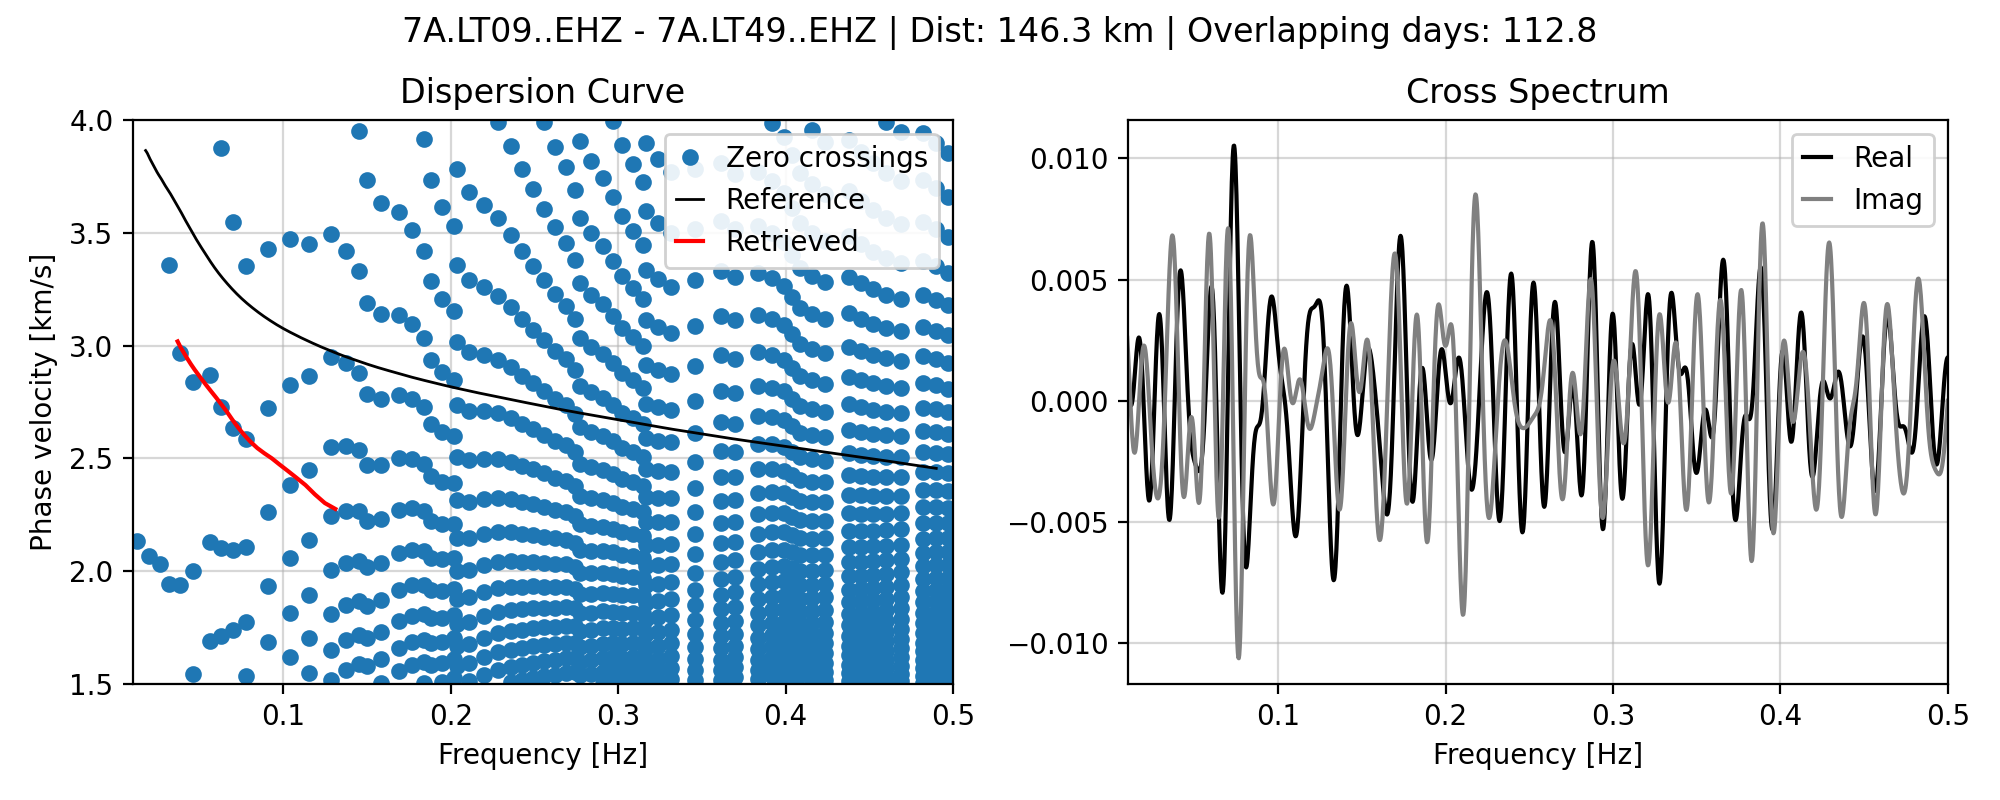 7A.LT09..EHZ - 7A.LT49..EHZ | Dist: 146.3 km | Overlapping days: 112.8
Dispersion Curve
Phase velocity [km/s]
4.0
3.5
3.0
2.5
2.0
1.5
0.1
0.2
0.3
0.4
0.5
Frequency [Hz]
Zero crossings
Reference
Retrieved
Cross Spectrum
0.010
0.005
0.000
−0.005
−0.010
0.1
0.2
0.3
0.4
0.5
Frequency [Hz]
Real
Imag